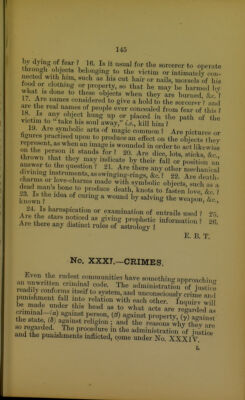 145
by dying of fear ? 16. Is it usual for the sorcerer to operate
through objects belonging to the victim or intimately con-
nected with him, such as his cut hair or nails, morsels of his
food or clothing or property, so that he may be harmed by
what is done to these objects when they are burned, &c. ?
17. Are names considered to give a hold to the sorcerer ? and
are the real names of people ever concealed from fear of this ?
18. Is any object hung up or placed in the path of the
victim to “take his soul away,” i.e., kill him ?
19. Are symbolic arts of magic common ? Are pictures or
figures practised upon to produce an effect on the objects they
represent, as when an image is wounded in order to act likewise
on the person it stands for ? 20. Are dice, lots, sticks, &c.,
thrown that they may indicate by their fall or position an
answer to the question ? 21. Are there any other mechanical
divining instruments, as swinging-rings, &c. ? 22. Are death-
charms or love-charms made with symbolic objects, such as a
dead man's bone to produce death, knots to fasten love, &c. ?
23. Is the idea of curing a wound by salving the weapon, &c.,
known ?
24. Is haruspication or examination of entrails used ? 25.
Are the stars noticed as giving prophetic information ? 26.
Are there any distinct rules of astrology ?
E. B. T.
No. XXXI.—CRIMES.
Even the rudest communities have something approaching
an unwritten criminal code. The administration of justice
readily conforms itself to system, and unconsciously crime and
punishment fall into relation with each other. Inquiry will
be made under this head as to what acts are regarded as
criminal—(α) against person, (β) against property, (γ) against
the state, (δ) against religion ; and the reasons why they are
so regarded. The procedure in the administration of justice
and the punishments inflicted, come under No. XXXIV.
L